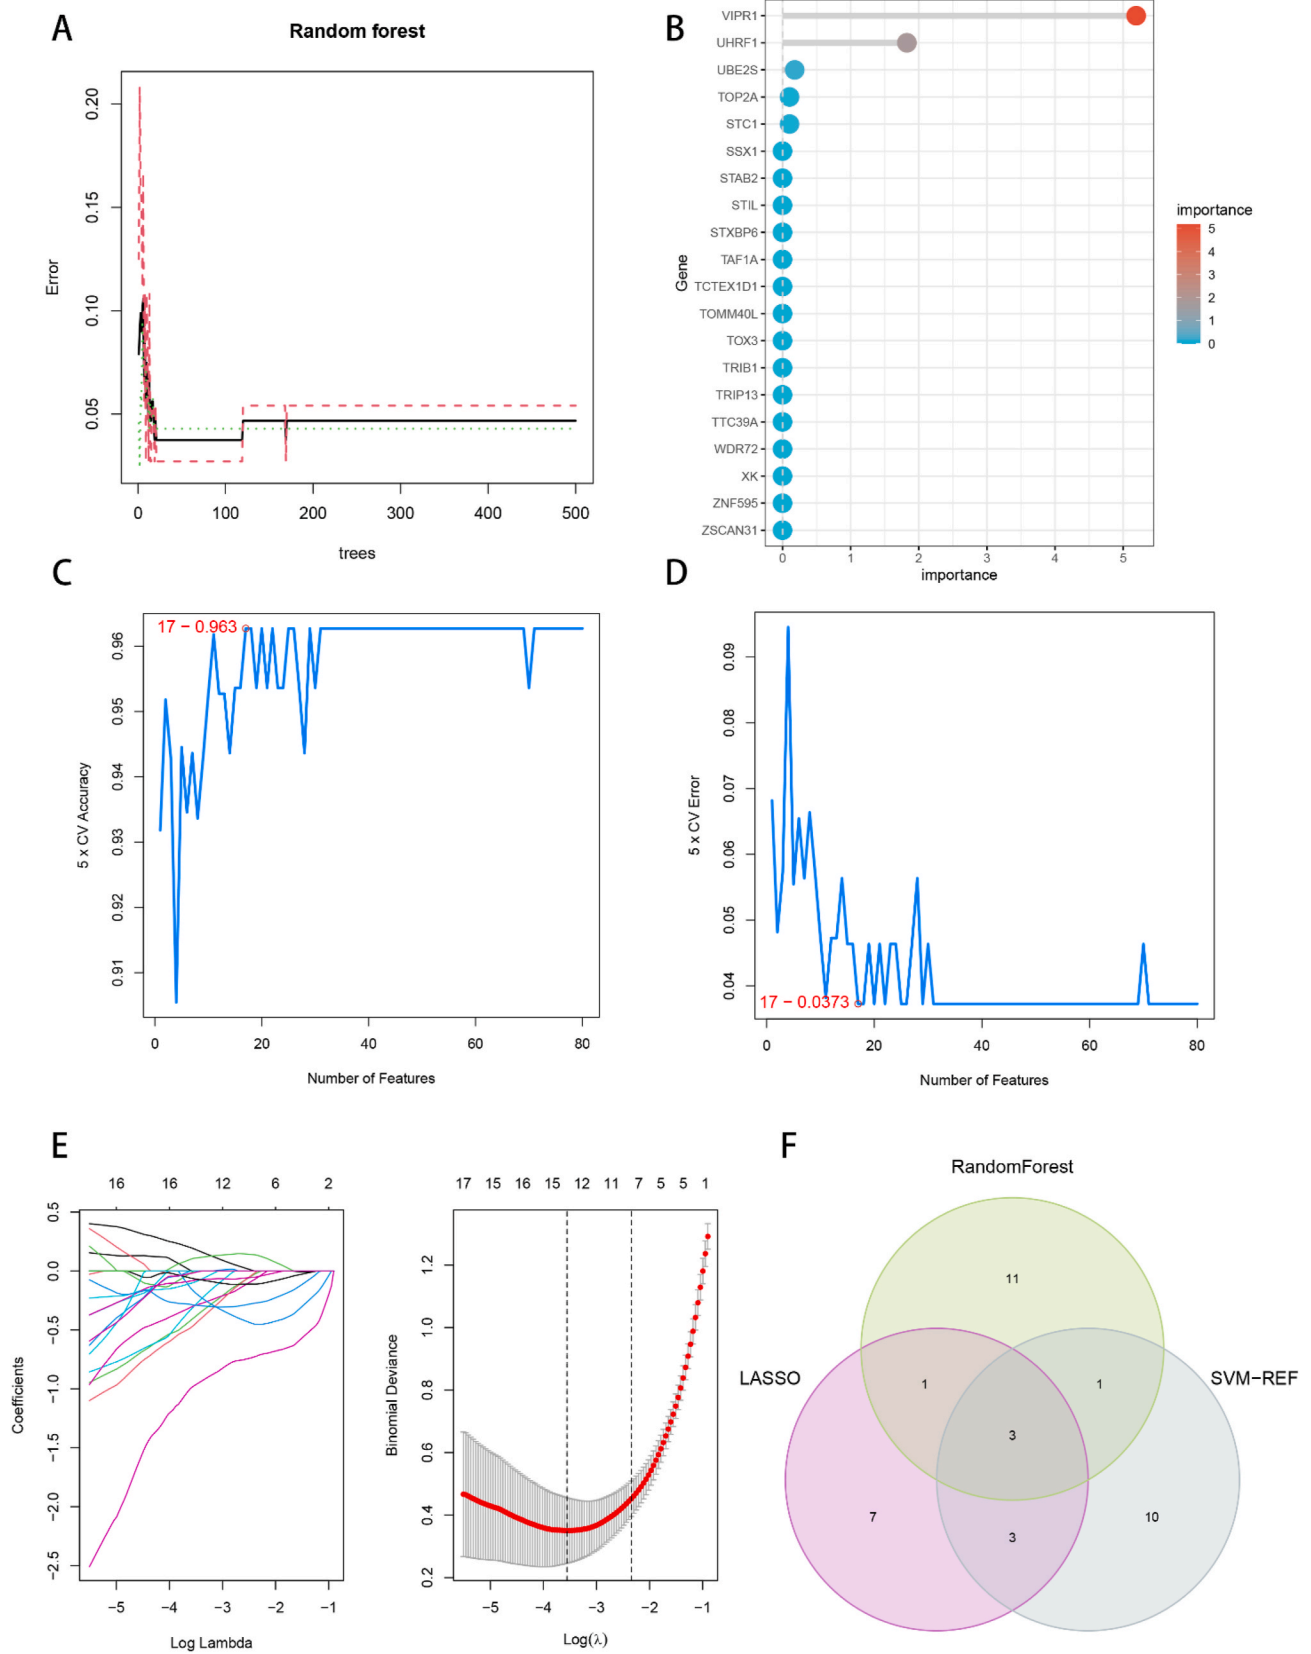 A
Random forest
Error
0.05
0.10
0.15
0.20
0
100
200
300
400
500
trees
B
Gene
VIPR1
UHRF1
UBE2S
TOP2A
STC1
SSX1
STAB2
STIL
STXBP6
TAF1A
TCTEX1D1
TOMM40L
TOX3
TRIB1
TRIP13
TTC39A
WDR72
XK
ZNF595
ZSCAN31
0
1
2
3
4
5
importance
importance
5
4
3
2
1
0
C
17 − 0.963
5 x CV Accuracy
0.91
0.92
0.93
0.94
0.95
0.96
0
20
40
60
80
Number of Features
D
17 − 0.0373
5 x CV Error
0.04
0.05
0.06
0.07
0.08
0.09
0
20
40
60
80
Number of Features
E
16
16
12
6
2
Coefficients
0.5
0.0
−0.5
−1.0
−1.5
−2.0
−2.5
−5
−4
−3
−2
−1
Log Lambda
17
15
16
15
12
11
7
5
5
1
Binomial Deviance
0.2
0.4
0.6
0.8
1.0
1.2
−5
−4
−3
−2
−1
Log(λ)
F
RandomForest
LASSO
SVM−REF
11
1
1
3
7
3
10